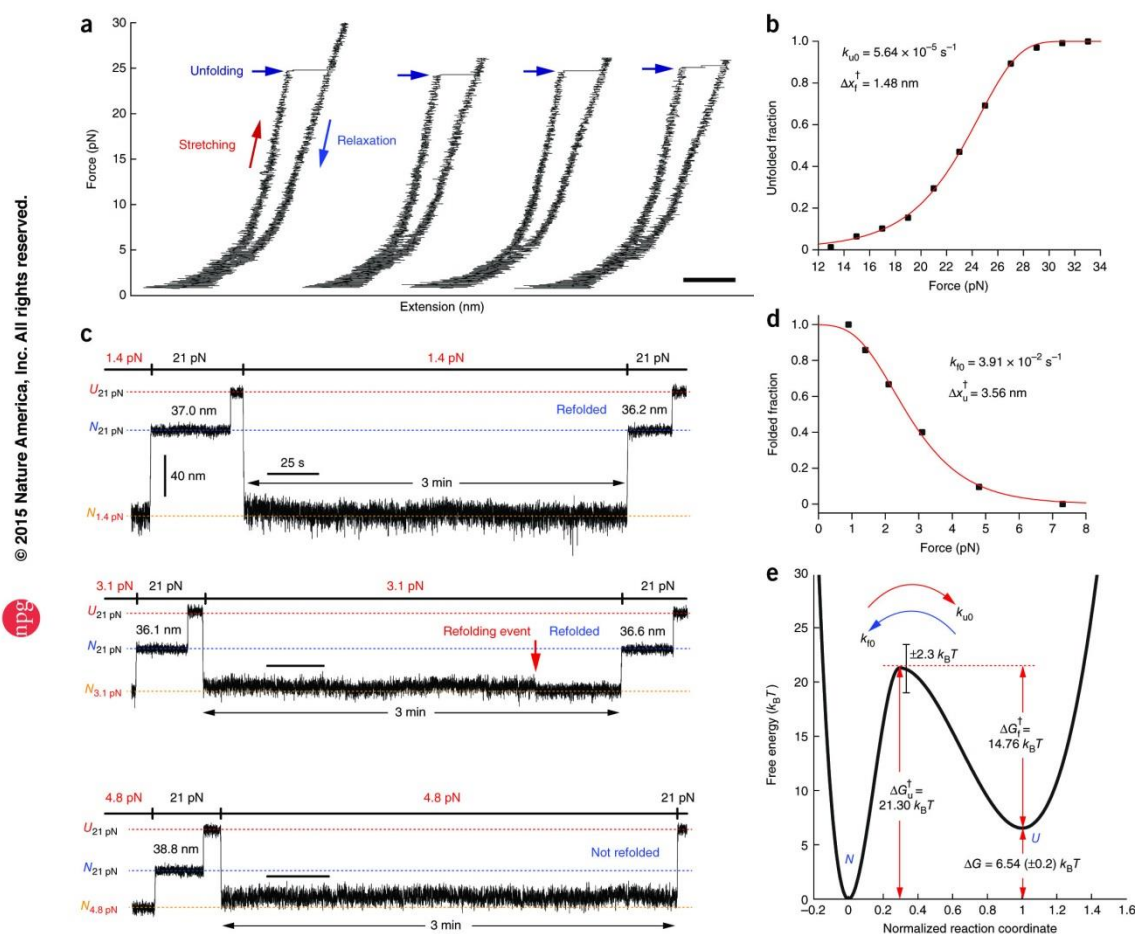 © 2015 Nature America, Inc. All rights reserved.
npg
a
30
25
20
15
10
5
0
Force (pN)
Unfolding
Stretching
Relaxation
Extension (nm)
b
1.0
0.8
0.6
0.4
0.2
0
Unfolded fraction
k_u0 = 5.64 × 10⁻⁵ s⁻¹
Δx_f† = 1.48 nm
12 14 16 18 20 22 24 26 28 30 32 34
Force (pN)
c
1.4 pN 21 pN 1.4 pN 21 pN
U21 pN
37.0 nm Refolded 36.2 nm
N21 pN
40 nm
25 s
3 min
N1.4 pN
3.1 pN 21 pN 3.1 pN 21 pN
U21 pN
36.1 nm Refolding event Refolded 36.6 nm
N21 pN
N3.1 pN
3 min
4.8 pN 21 pN 4.8 pN 21 pN
U21 pN
38.8 nm Not refolded
N21 pN
N4.8 pN
3 min
d
1.0
0.8
0.6
0.4
0.2
0
Folded fraction
k_f0 = 3.91 × 10⁻² s⁻¹
Δx_u† = 3.56 nm
0 1 2 3 4 5 6 7 8
Force (pN)
e
30
25
20
15
10
5
0
Free energy (k_BT)
k_u0
k_f0
±2.3 k_BT
ΔG_f† =
14.76 k_BT
ΔG_u† =
21.30 k_BT
N
U
ΔG = 6.54 (±0.2) k_BT
−0.2 0 0.2 0.4 0.6 0.8 1.0 1.2 1.4 1.6
Normalized reaction coordinate